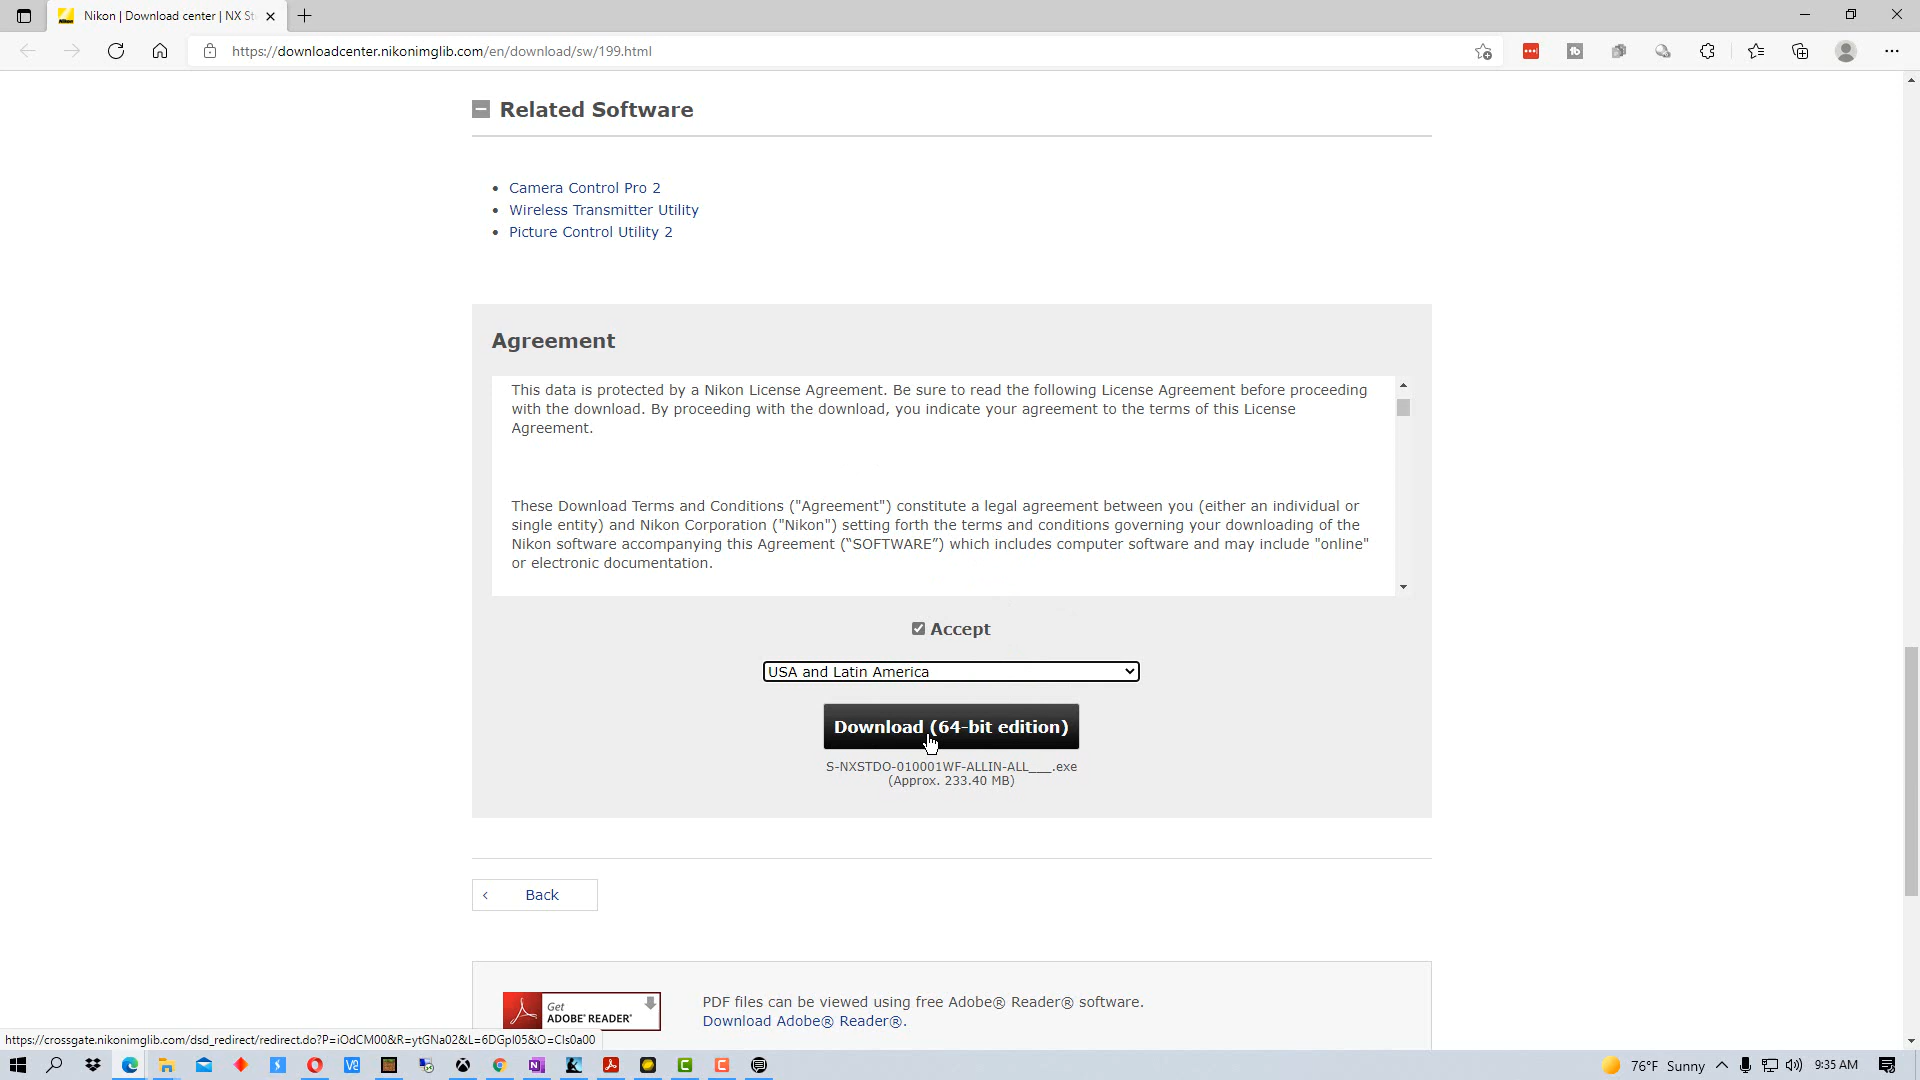 Nikon | Download center | NX St
https://downloadcenter.nikonimglib.com/en/download/sw/199.html
Related Software
Camera Control Pro 2
Wireless Transmitter Utility
Picture Control Utility 2
Agreement
This data is protected by a Nikon License Agreement. Be sure to read the following License Agreement before proceeding
with the download. By proceeding with the download, you indicate your agreement to the terms of this License
Agreement.
These Download Terms and Conditions ("Agreement") constitute a legal agreement between you (either an individual or
single entity) and Nikon Corporation ("Nikon") setting forth the terms and conditions governing your downloading of the
Nikon software accompanying this Agreement (“SOFTWARE”) which includes computer software and may include "online"
or electronic documentation.
Accept
USA and Latin America
Download (64-bit edition)
S-NXSTDO-010001WF-ALLIN-ALL___.exe
(Approx. 233.40 MB)
Back
Get
ADOBE® READER®
PDF files can be viewed using free Adobe® Reader® software.
Download Adobe® Reader®.
https://crossgate.nikonimglib.com/dsd_redirect/redirect.do?P=iOdCM00&R=ytGNa02&L=6DGpI05&O=CIs0a00
76°F Sunny
9:35 AM